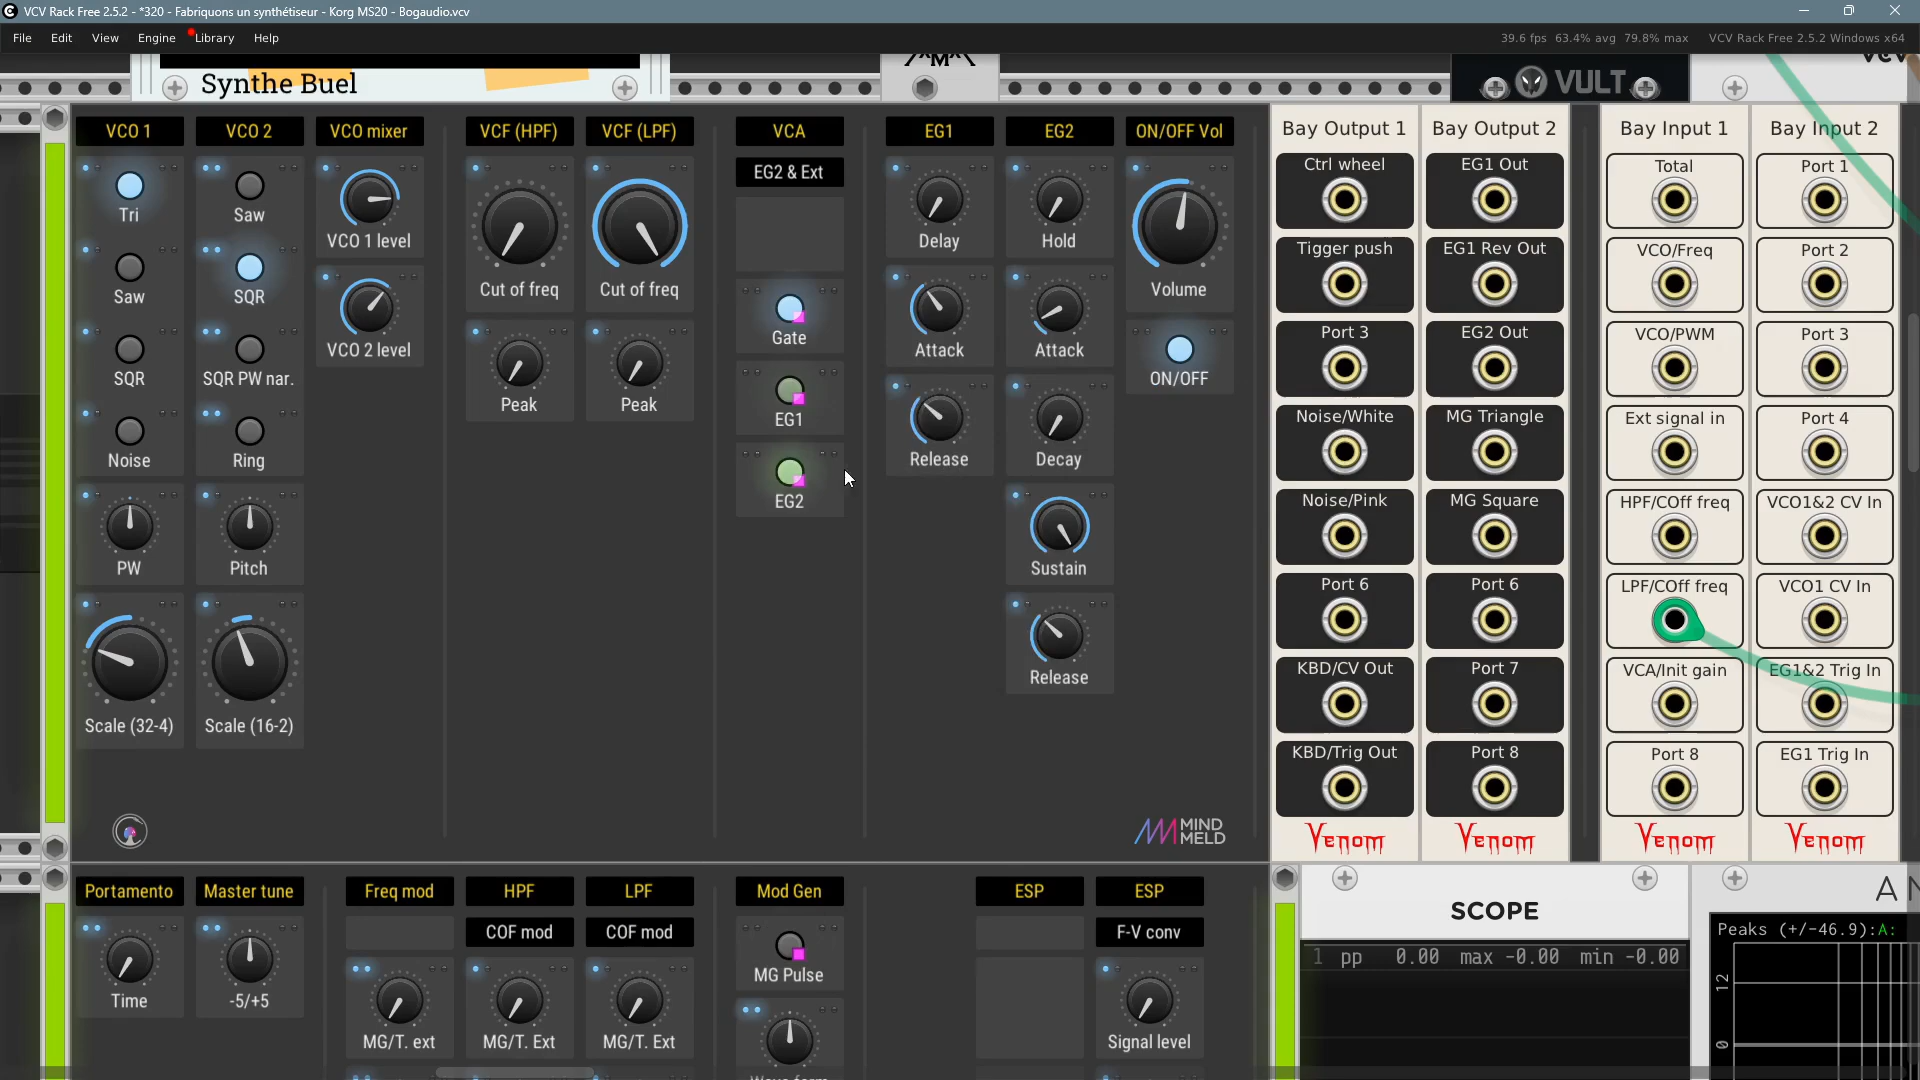 VCV Rack Free 2.5.2 - *320 - Fabriquons un synthétiseur - Korg MS20 - Bogaudio.vcv
File Edit View Engine Library Help
39.6 fps 63.4% avg 79.8% max VCV Rack Free 2.5.2 Windows x64
Synthe Buel
VULT
VCO 1
VCO 2
VCO mixer
VCF (HPF)
VCF (LPF)
VCA
EG1
EG2
ON/OFF Vol
EG2 & Ext
Tri
Saw
VCO 1 level
Saw
SQR
VCO 2 level
SQR
SQR PW nar.
Noise
Ring
PW
Pitch
Scale (32-4)
Scale (16-2)
Cut of freq
Cut of freq
Peak
Peak
Gate
EG1
EG2
Delay
Attack
Release
Hold
Attack
Decay
Sustain
Release
Volume
ON/OFF
MIND
MELD
Bay Output 1
Ctrl wheel
Tigger push
Port 3
Noise/White
Noise/Pink
Port 6
KBD/CV Out
KBD/Trig Out
Venom
Bay Output 2
EG1 Out
EG1 Rev Out
EG2 Out
MG Triangle
MG Square
Port 6
Port 7
Port 8
Venom
Bay Input 1
Total
VCO/Freq
VCO/PWM
Ext signal in
HPF/COff freq
LPF/COff freq
VCA/Init gain
Port 8
Venom
Bay Input 2
Port 1
Port 2
Port 3
Port 4
VCO1&2 CV In
VCO1 CV In
EG1&2 Trig In
EG1 Trig In
Venom
Portamento
Master tune
Freq mod
HPF
LPF
Mod Gen
ESP
ESP
COF mod
COF mod
F-V conv
Time
-5/+5
MG/T. ext
MG/T. Ext
MG/T. Ext
MG Pulse
Signal level
SCOPE
1 pp 0.00 max -0.00 min -0.00
Peaks (+/-46.9):A:
12
0